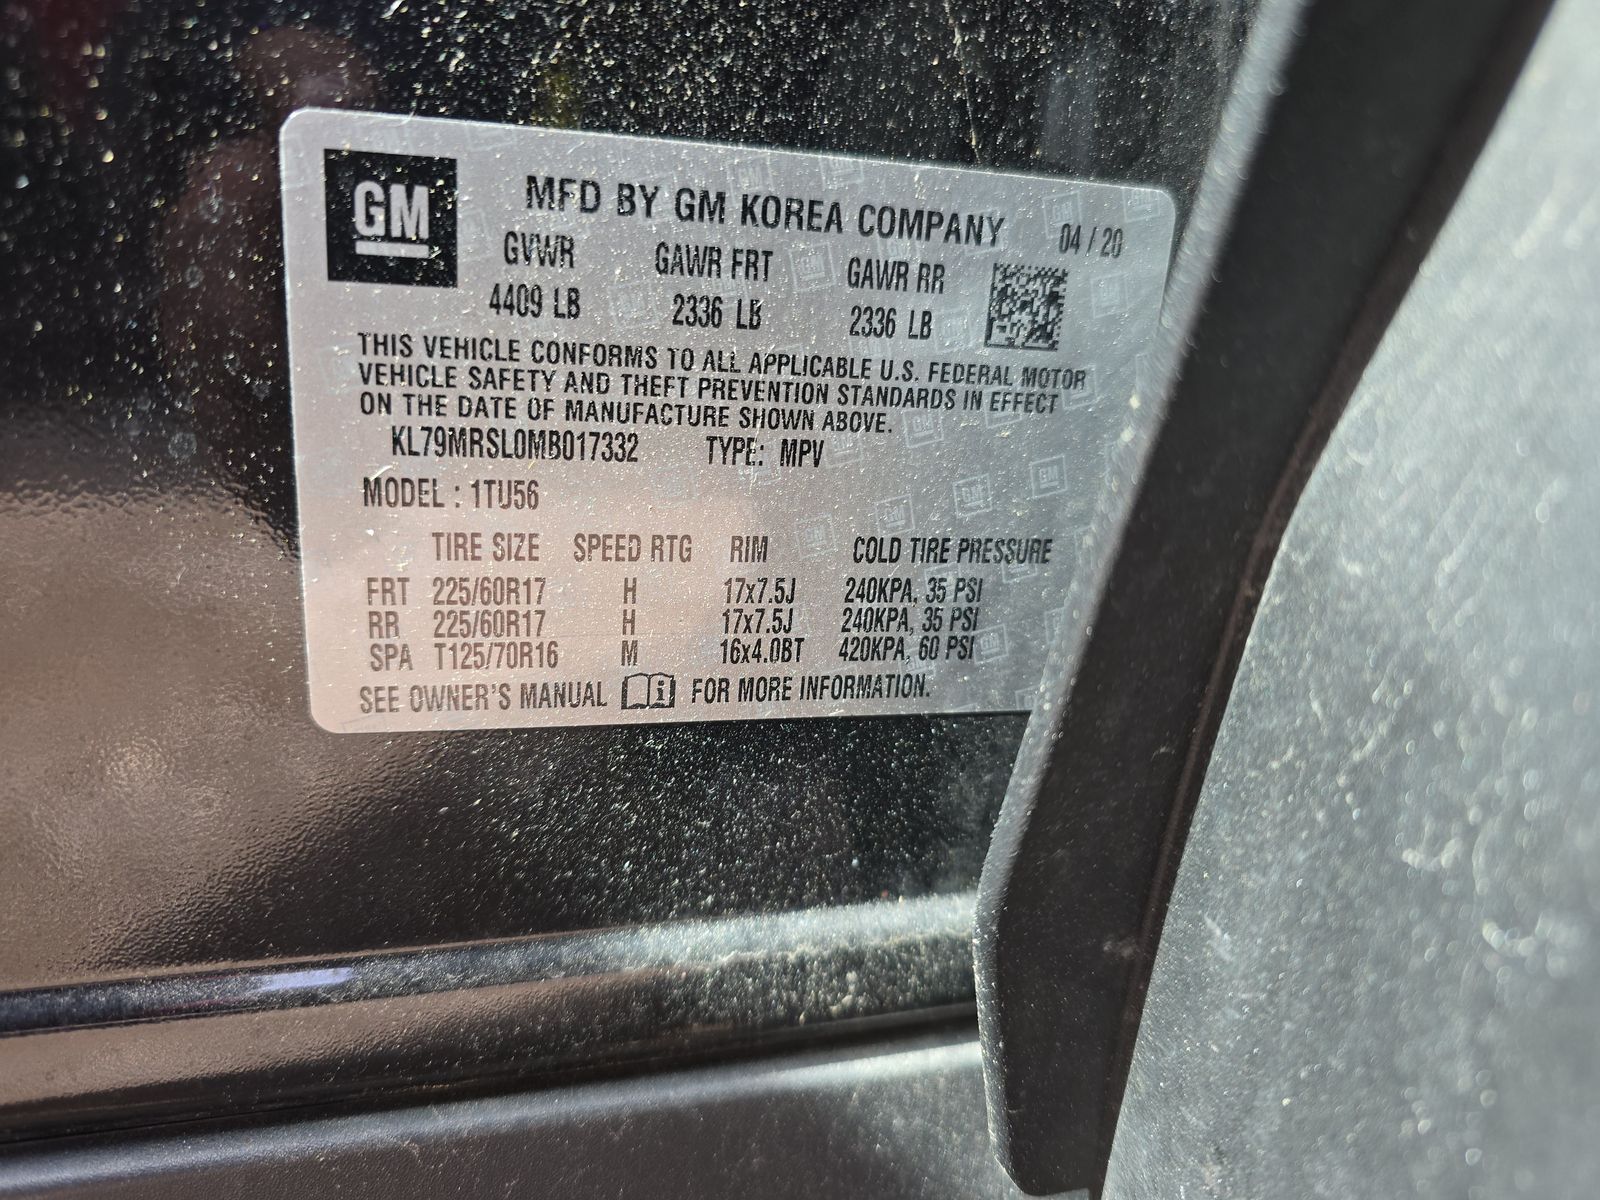 GM
MFD BY GM KOREA COMPANY 04 / 20
GVWR GAWR FRT GAWR RR
4409 LB 2336 LB 2336 LB
THIS VEHICLE CONFORMS TO ALL APPLICABLE U.S. FEDERAL MOTOR
VEHICLE SAFETY AND THEFT PREVENTION STANDARDS IN EFFECT
ON THE DATE OF MANUFACTURE SHOWN ABOVE.
KL79MRSL0MB017332 TYPE: MPV
MODEL : 1TU56
TIRE SIZE SPEED RTG RIM COLD TIRE PRESSURE
FRT 225/60R17 H 17x7.5J 240KPA, 35 PSI
RR 225/60R17 H 17x7.5J 240KPA, 35 PSI
SPA T125/70R16 M 16x4.0BT 420KPA, 60 PSI
SEE OWNER'S MANUAL i FOR MORE INFORMATION.